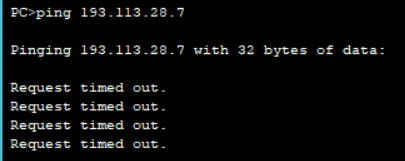 PC>ping 193.113.28.7
Pinging 193.113.28.7 with 32 bytes of data:
Request timed out.
Request timed out.
Request timed out.
Request timed out.